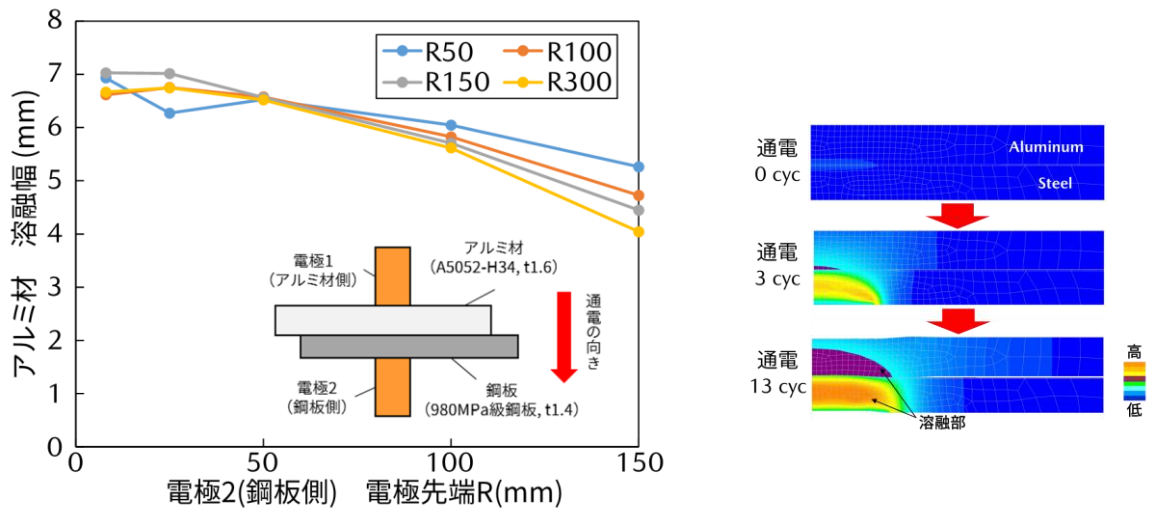 8
7
6
5
4
3
2
1
0
アルミ材　溶融幅 (mm)
R50
R100
R150
R300
電極1
（アルミ材側）
アルミ材
（A5052-H34, t1.6）
通電の向き
電極2
（鋼板側）
鋼板
（980MPa級鋼板, t1.4）
0
50
100
150
電極2(鋼板側)　電極先端R(mm)
通電
0 cyc
Aluminum
Steel
通電
3 cyc
通電
13 cyc
溶融部
高
低